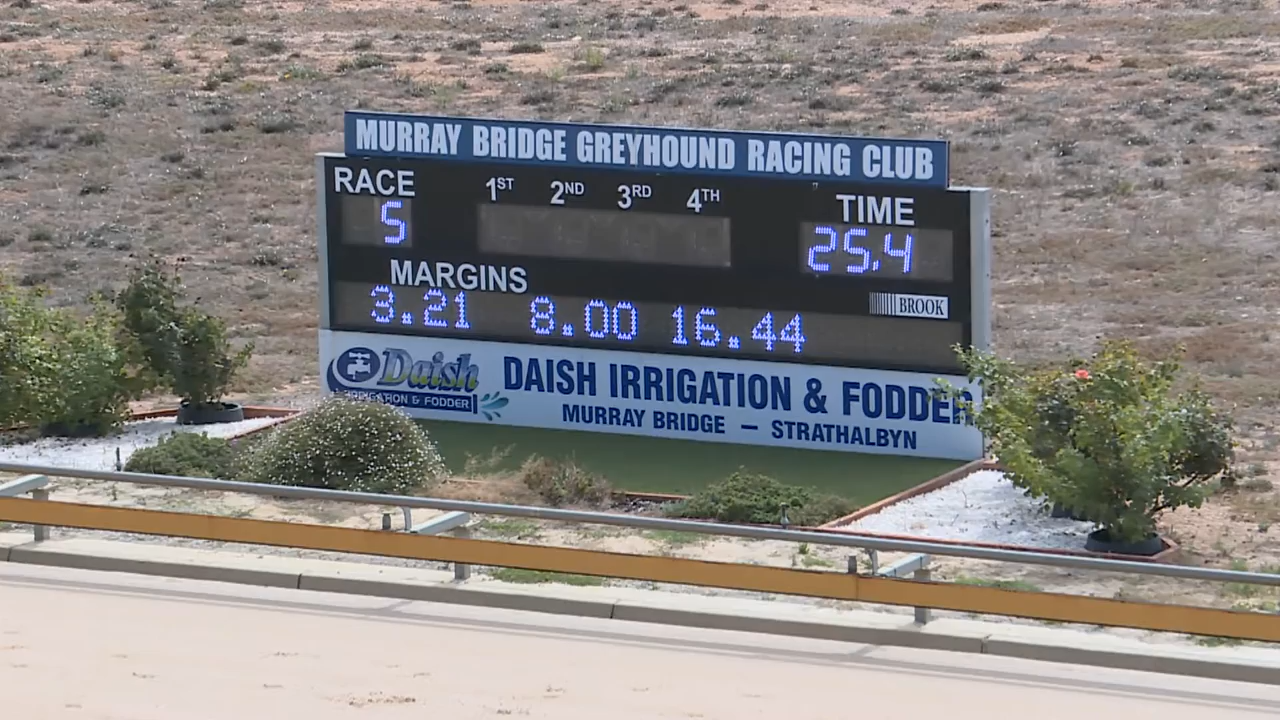 MURRAY BRIDGE GREYHOUND RACING CLUB
RACE 1ST 2ND 3RD 4TH TIME
5 25.4
MARGINS
BROOK
3.21 8.00 16.44
Daish
IRRIGATION & FODDER
DAISH IRRIGATION & FODDER
MURRAY BRIDGE – STRATHALBYN